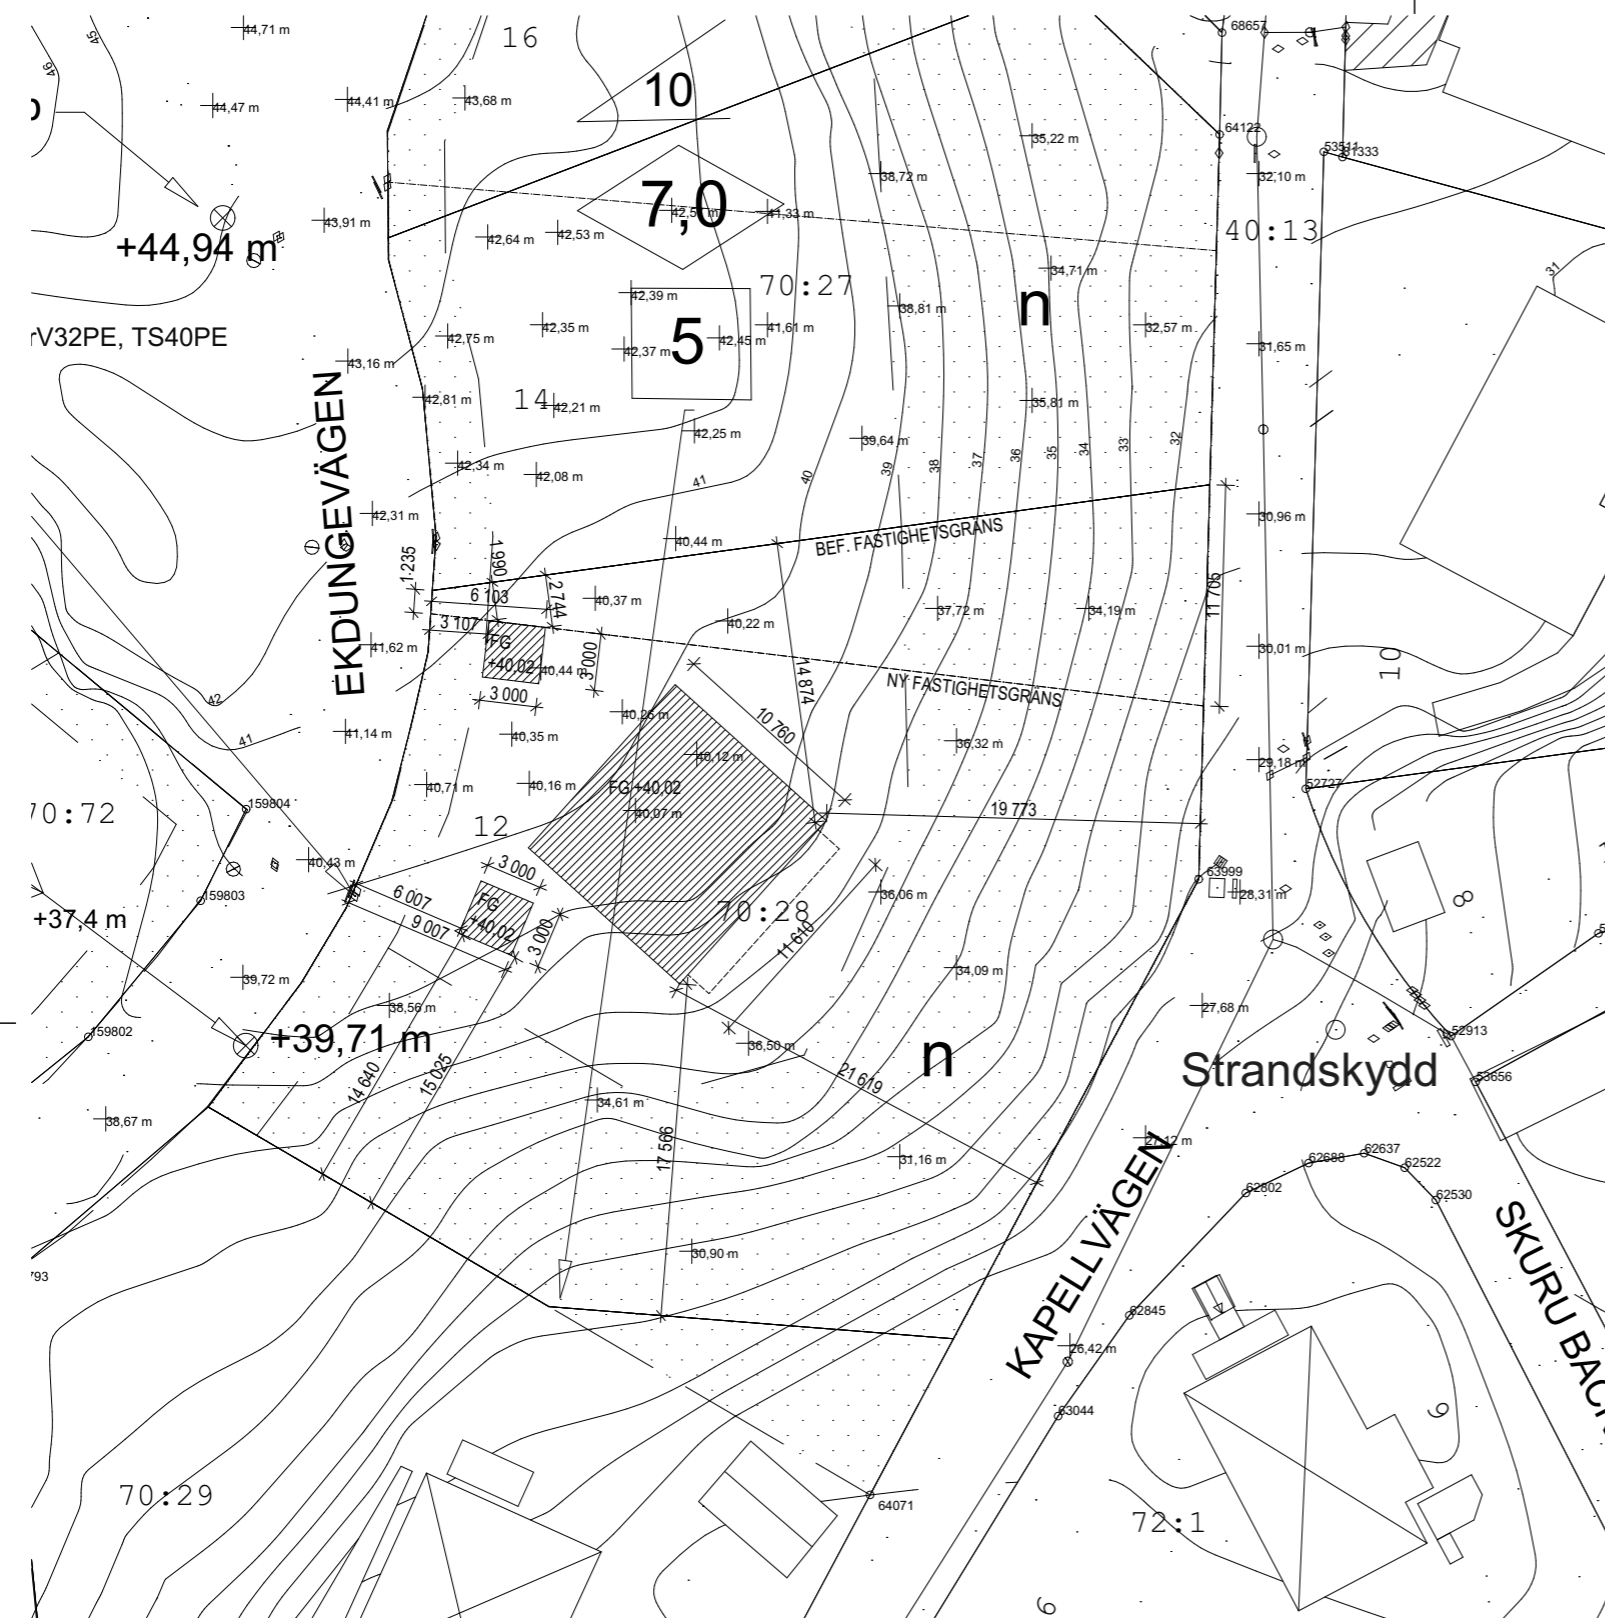 44,71 m
16
68657
45
46
44,47 m
44,41 m
43,68 m
10
64122
35,22 m
53511
81333
38,72 m
32,10 m
7,0
41,33 m
43,91 m
42,64 m
42,53 m
40:13
+44,94 m
34,71 m
31
70:27
42,39 m
38,81 m
n
rV32PE, TS40PE
42,75 m
42,35 m
42,37 m
5
42,45 m
41,61 m
32,57 m
31,65 m
43,16 m
42,81 m
14
42,21 m
35,81 m
42,25 m
39,64 m
42,34 m
42,08 m
41
40
39
38
37
36
35
34
33
32
EKDUNGEVÄGEN
42,31 m
30,96 m
40,44 m
BEF. FASTIGHETSGRÄNS
1 235
1 960
2 744
6 103
40,37 m
37,72 m
34,19 m
11 705
3 107
40,22 m
41,62 m
FG
+40,02
40,44 m
3 000
30,01 m
10
14 874
NY FASTIGHETSGRÄNS
42
3 000
40,26 m
10 760
41
41,14 m
40,35 m
36,32 m
40,12 m
29,18 m
40,71 m
40,16 m
FG +40,02
52727
70:72
159804
40,07 m
19 773
12
40,43 m
3 000
63999
159803
6 007
FG
+40,02
36,06 m
28,31 m
8
+37,4 m
9 007
3 000
70:28
11 610
39,72 m
34,09 m
38,56 m
27,68 m
159802
+39,71 m
36,50 m
n
52913
Strandskydd
14 640
15 025
21 619
53656
34,61 m
38,67 m
17 566
31,16 m
27,12 m
62688
62637
62522
62802
62530
KAPELLVÄGEN
30,90 m
SKURU BAC
793
62845
26,42 m
63044
9
70:29
64071
72:1
6